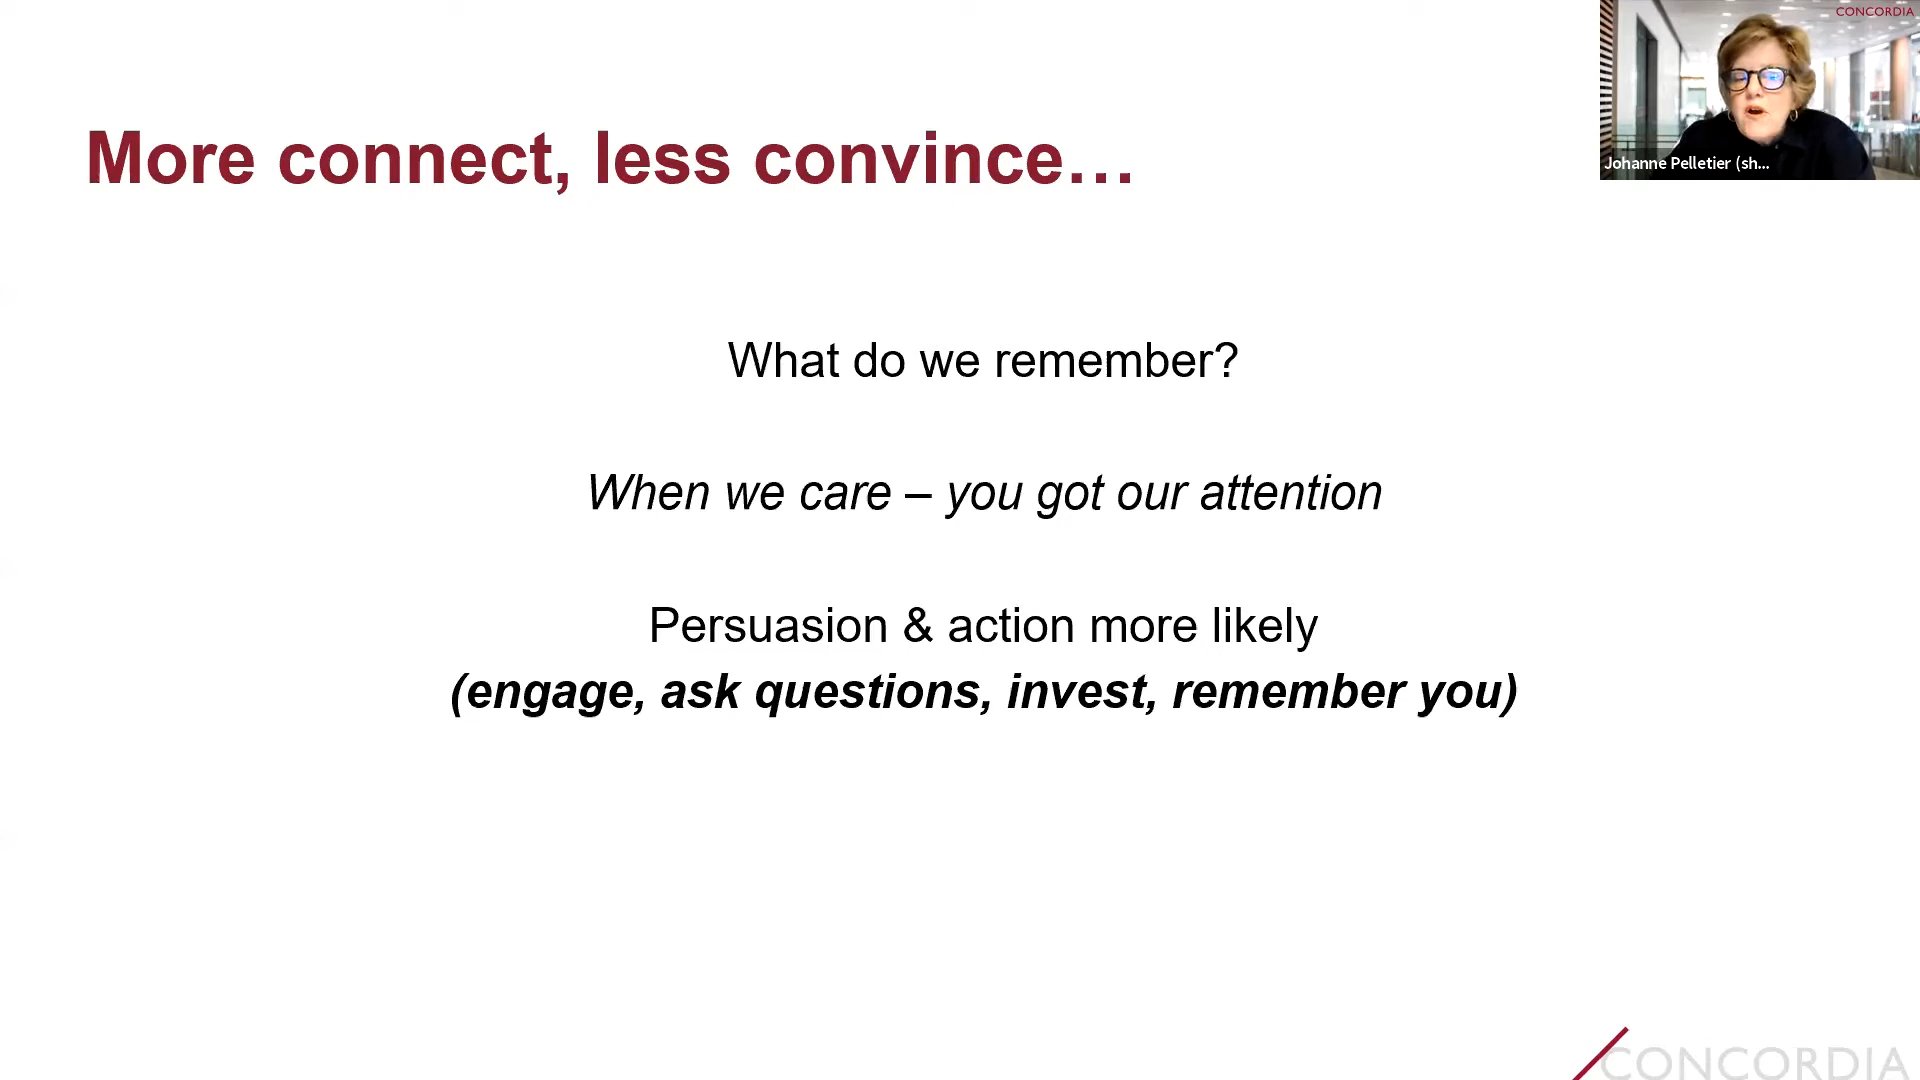 CONCORDIA
Johanne Pelletier (sh...
More connect, less convince…
What do we remember?
When we care – you got our attention
Persuasion & action more likely
(engage, ask questions, invest, remember you)
CONCORDIA